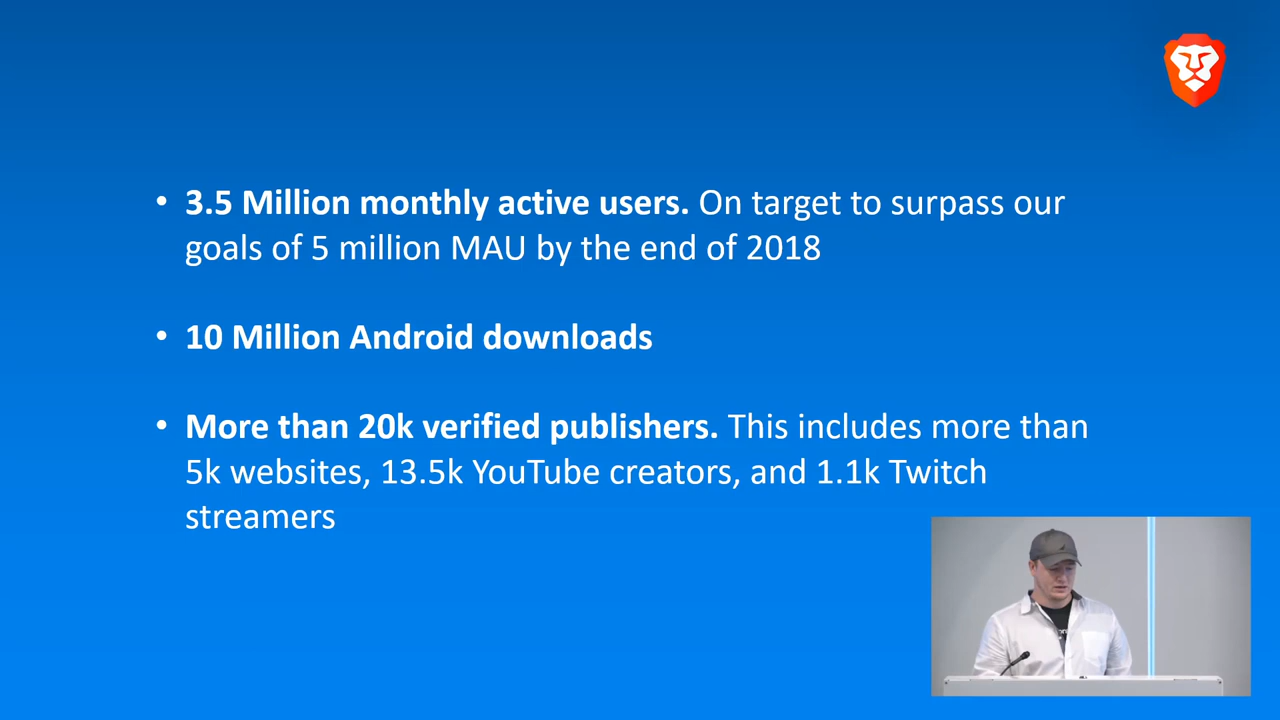 • 3.5 Million monthly active users. On target to surpass our
goals of 5 million MAU by the end of 2018
• 10 Million Android downloads
• More than 20k verified publishers. This includes more than
5k websites, 13.5k YouTube creators, and 1.1k Twitch
streamers